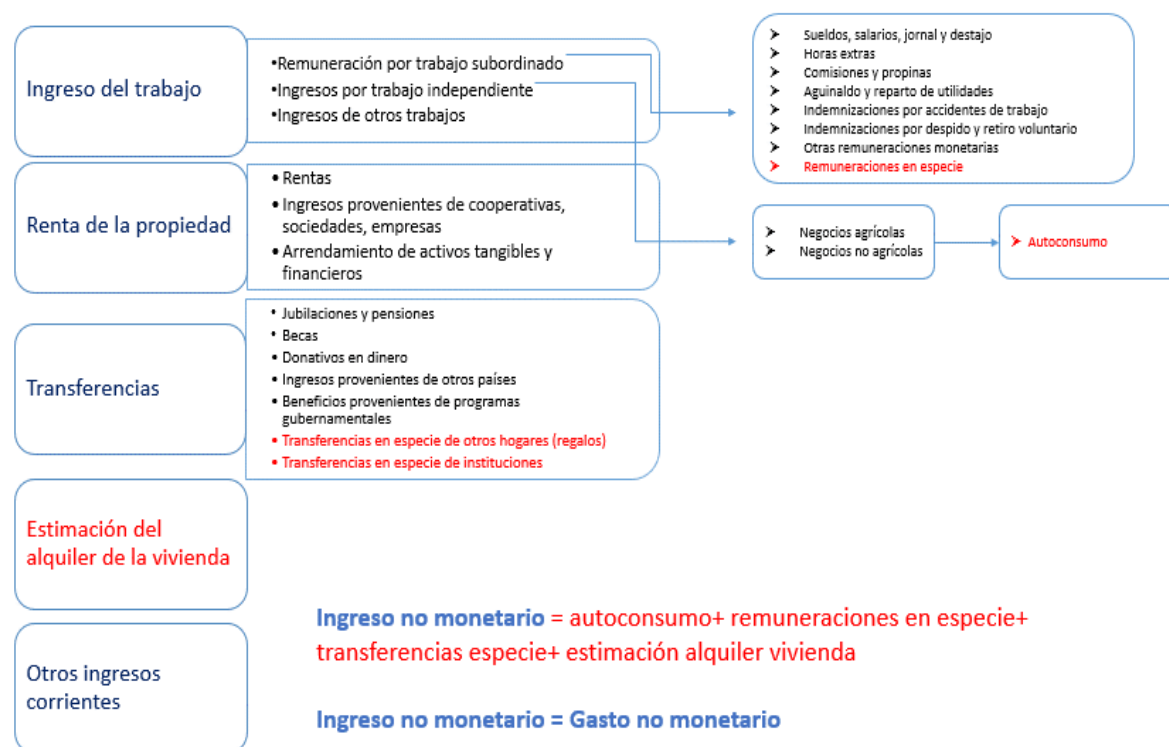 Ingreso del trabajo
•Remuneración por trabajo subordinado
•Ingresos por trabajo independiente
•Ingresos de otros trabajos
➤ Sueldos, salarios, jornal y destajo
➤ Horas extras
➤ Comisiones y propinas
➤ Aguinaldo y reparto de utilidades
➤ Indemnizaciones por accidentes de trabajo
➤ Indemnizaciones por despido y retiro voluntario
➤ Otras remuneraciones monetarias
➤ Remuneraciones en especie
Renta de la propiedad
• Rentas
• Ingresos provenientes de cooperativas,
sociedades, empresas
• Arrendamiento de activos tangibles y
financieros
➤ Negocios agrícolas
➤ Negocios no agrícolas
➤ Autoconsumo
Transferencias
• Jubilaciones y pensiones
• Becas
• Donativos en dinero
• Ingresos provenientes de otros países
• Beneficios provenientes de programas
gubernamentales
• Transferencias en especie de otros hogares (regalos)
• Transferencias en especie de instituciones
Estimación del
alquiler de la vivienda
Otros ingresos
corrientes
Ingreso no monetario = autoconsumo+ remuneraciones en especie+
transferencias especie+ estimación alquiler vivienda
Ingreso no monetario = Gasto no monetario